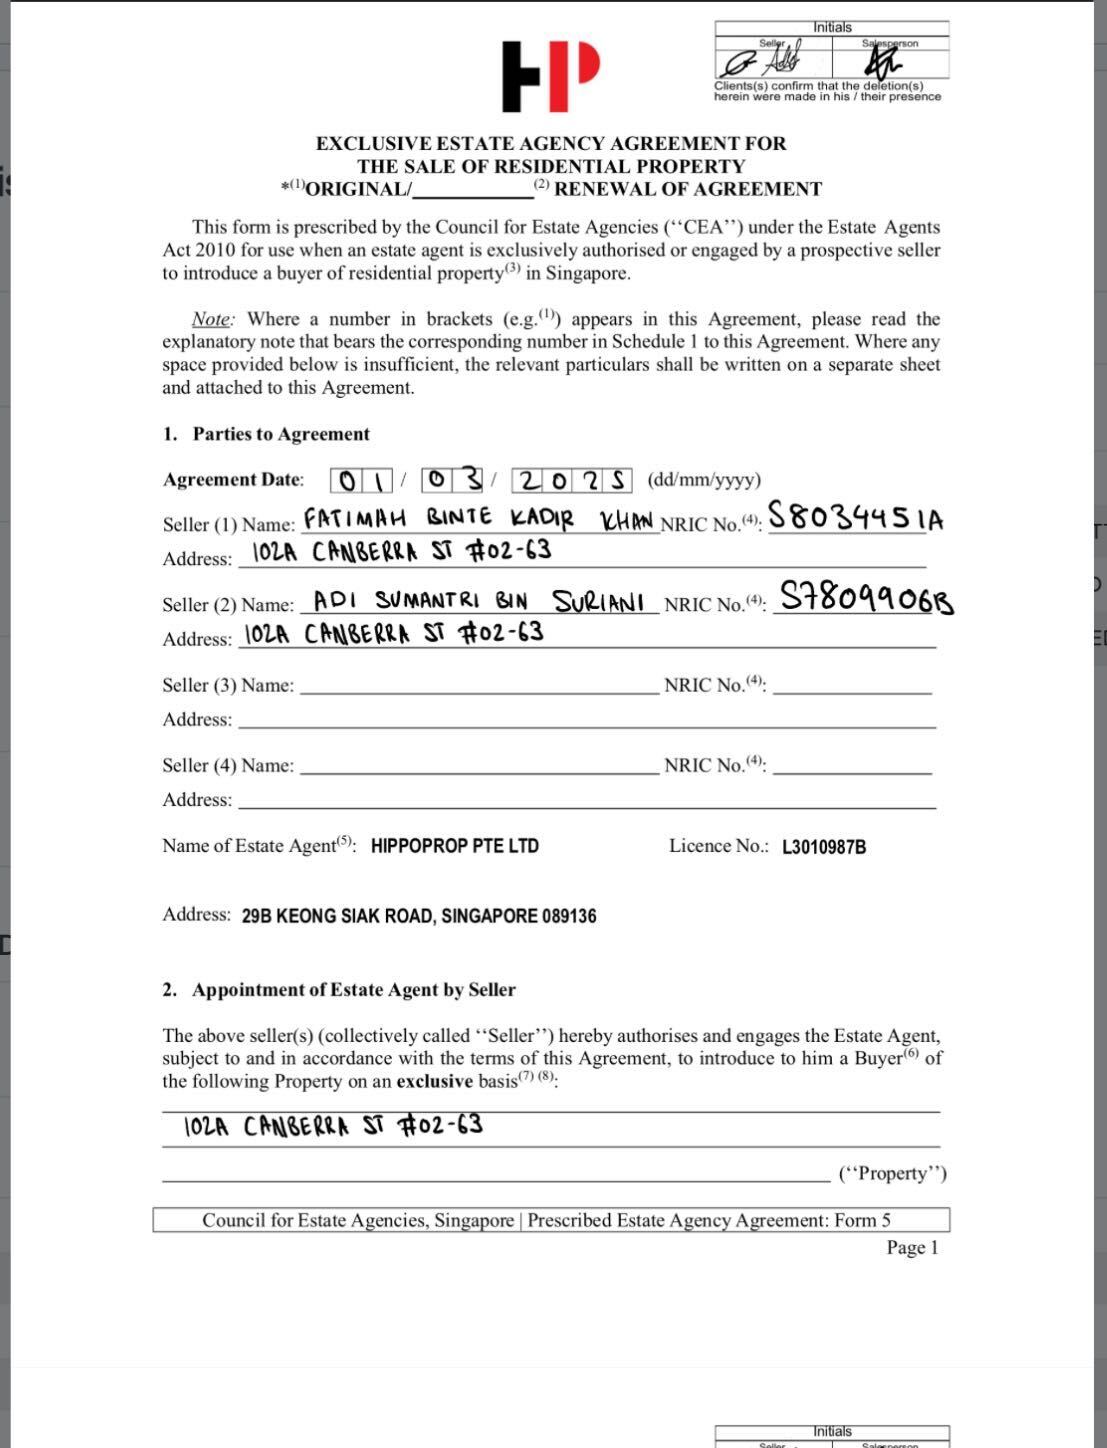 Initials
Seller Salesperson
Clients(s) confirm that the deletion(s)
herein were made in his / their presence
HP
EXCLUSIVE ESTATE AGENCY AGREEMENT FOR
THE SALE OF RESIDENTIAL PROPERTY
*(1)ORIGINAL/____________(2) RENEWAL OF AGREEMENT
This form is prescribed by the Council for Estate Agencies (‘‘CEA’’) under the Estate Agents
Act 2010 for use when an estate agent is exclusively authorised or engaged by a prospective seller
to introduce a buyer of residential property(3) in Singapore.
Note: Where a number in brackets (e.g.(1)) appears in this Agreement, please read the
explanatory note that bears the corresponding number in Schedule 1 to this Agreement. Where any
space provided below is insufficient, the relevant particulars shall be written on a separate sheet
and attached to this Agreement.
1. Parties to Agreement
Agreement Date: 01 / 03 / 2025 (dd/mm/yyyy)
Seller (1) Name: FATIMAH BINTE KADIR KHAN NRIC No.(4): S8034451A
Address: 102A CANBERRA ST #02-63
Seller (2) Name: ADI SUMANTRI BIN SURIANI NRIC No.(4): S7809906B
Address: 102A CANBERRA ST #02-63
Seller (3) Name: NRIC No.(4):
Address:
Seller (4) Name: NRIC No.(4):
Address:
Name of Estate Agent(5): HIPPOPROP PTE LTD Licence No.: L3010987B
Address: 29B KEONG SIAK ROAD, SINGAPORE 089136
2. Appointment of Estate Agent by Seller
The above seller(s) (collectively called ‘‘Seller’’) hereby authorises and engages the Estate Agent,
subject to and in accordance with the terms of this Agreement, to introduce to him a Buyer(6) of
the following Property on an exclusive basis(7) (8):
102A CANBERRA ST #02-63
(‘‘Property’’)
Council for Estate Agencies, Singapore | Prescribed Estate Agency Agreement: Form 5
Page 1
Initials
Seller Salesperson